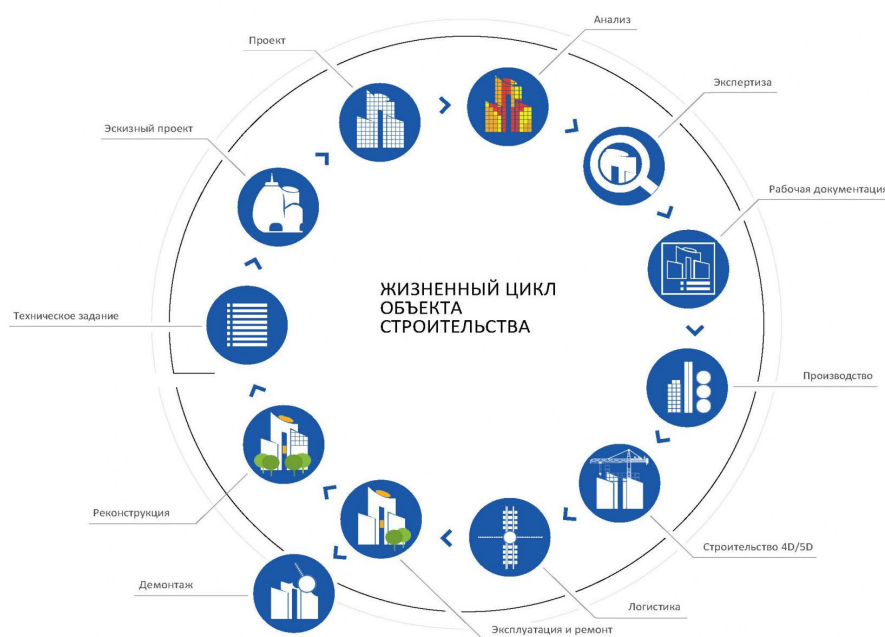 Анализ
Проект
Экспертиза
Эскизный проект
Рабочая документация
ЖИЗНЕННЫЙ ЦИКЛ
ОБЪЕКТА
СТРОИТЕЛЬСТВА
Техническое задание
Производство
Реконструкция
Строительство 4D/5D
Демонтаж
Логистика
Эксплуатация и ремонт